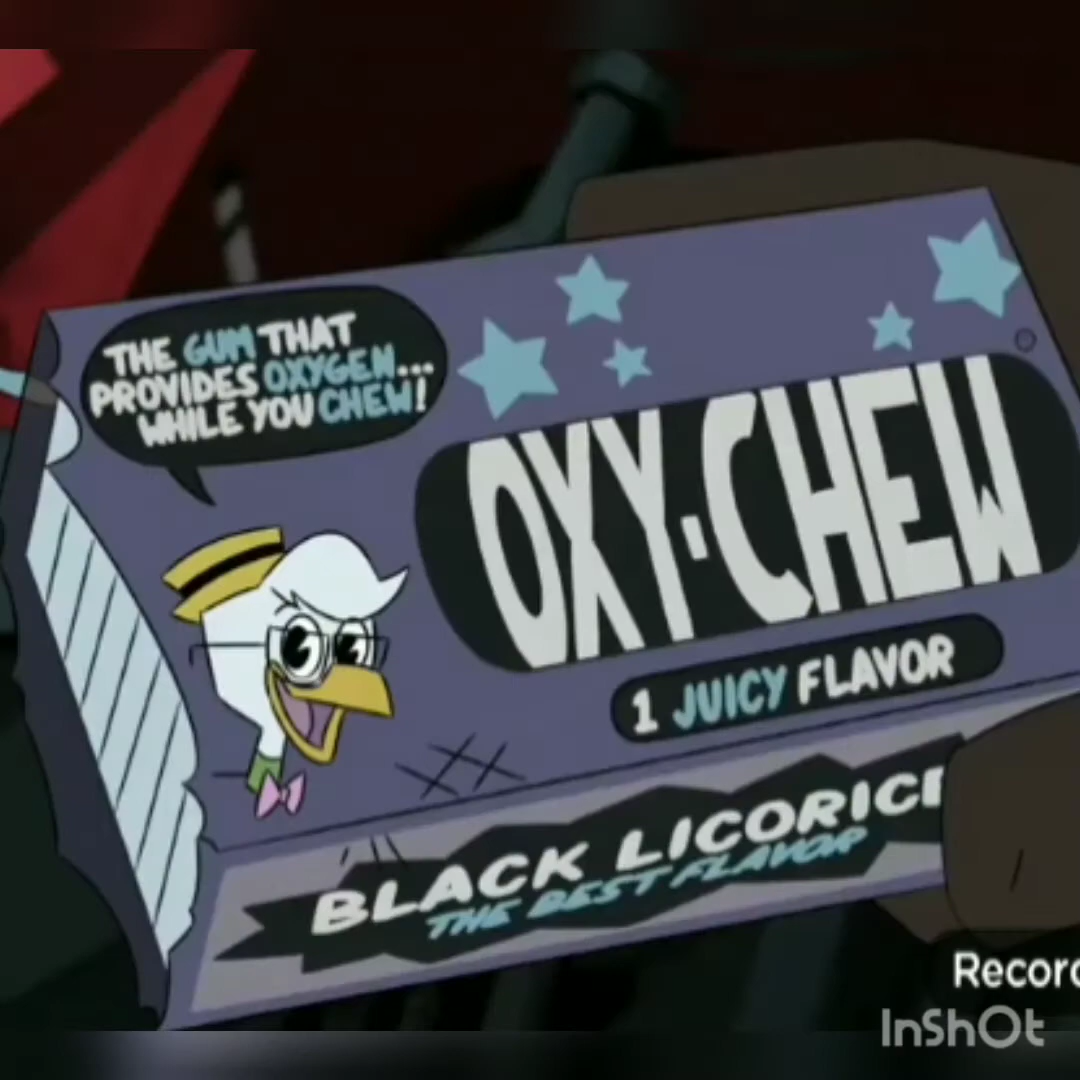 THE GUM THAT
PROVIDES OXYGEN...
WHILE YOU CHEW!
OXY-CHEW
1 JUICY FLAVOR
BLACK LICORICE
THE BEST FLAVOR
Record
InShOt